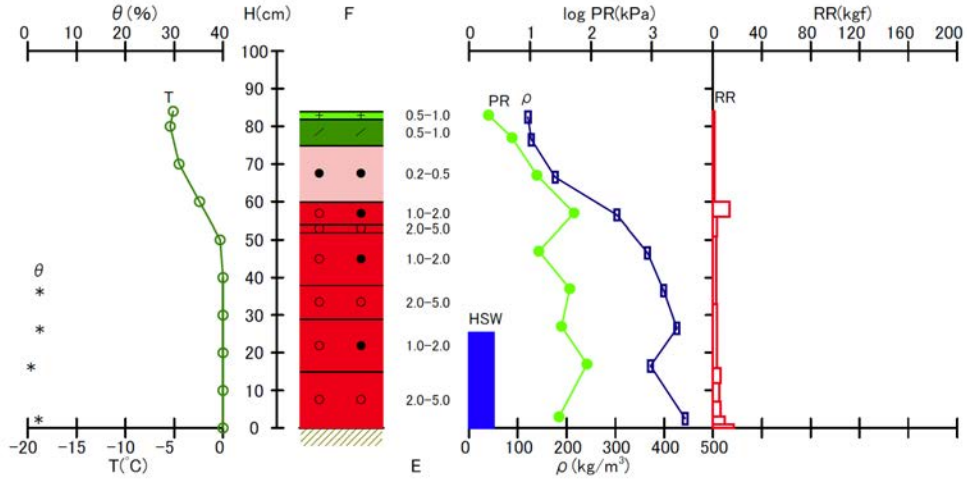 θ (%) H(cm) F log PR(kPa) RR(kgf)
0 5 10 15 20 0 1 2 3 0 40 80 120 160 200
100
90
T PR ρ RR
80 0.5-1.0
0.5-1.0
70 0.2-0.5
60 1.0-2.0
2.0-5.0
50
θ 1.0-2.0
40
* 2.0-5.0
30 HSW
*
20 1.0-2.0
*
10 2.0-5.0
*
0
-20 -15 -10 -5 0 0 100 200 300 400 500
T(°C) E ρ (kg/m³)